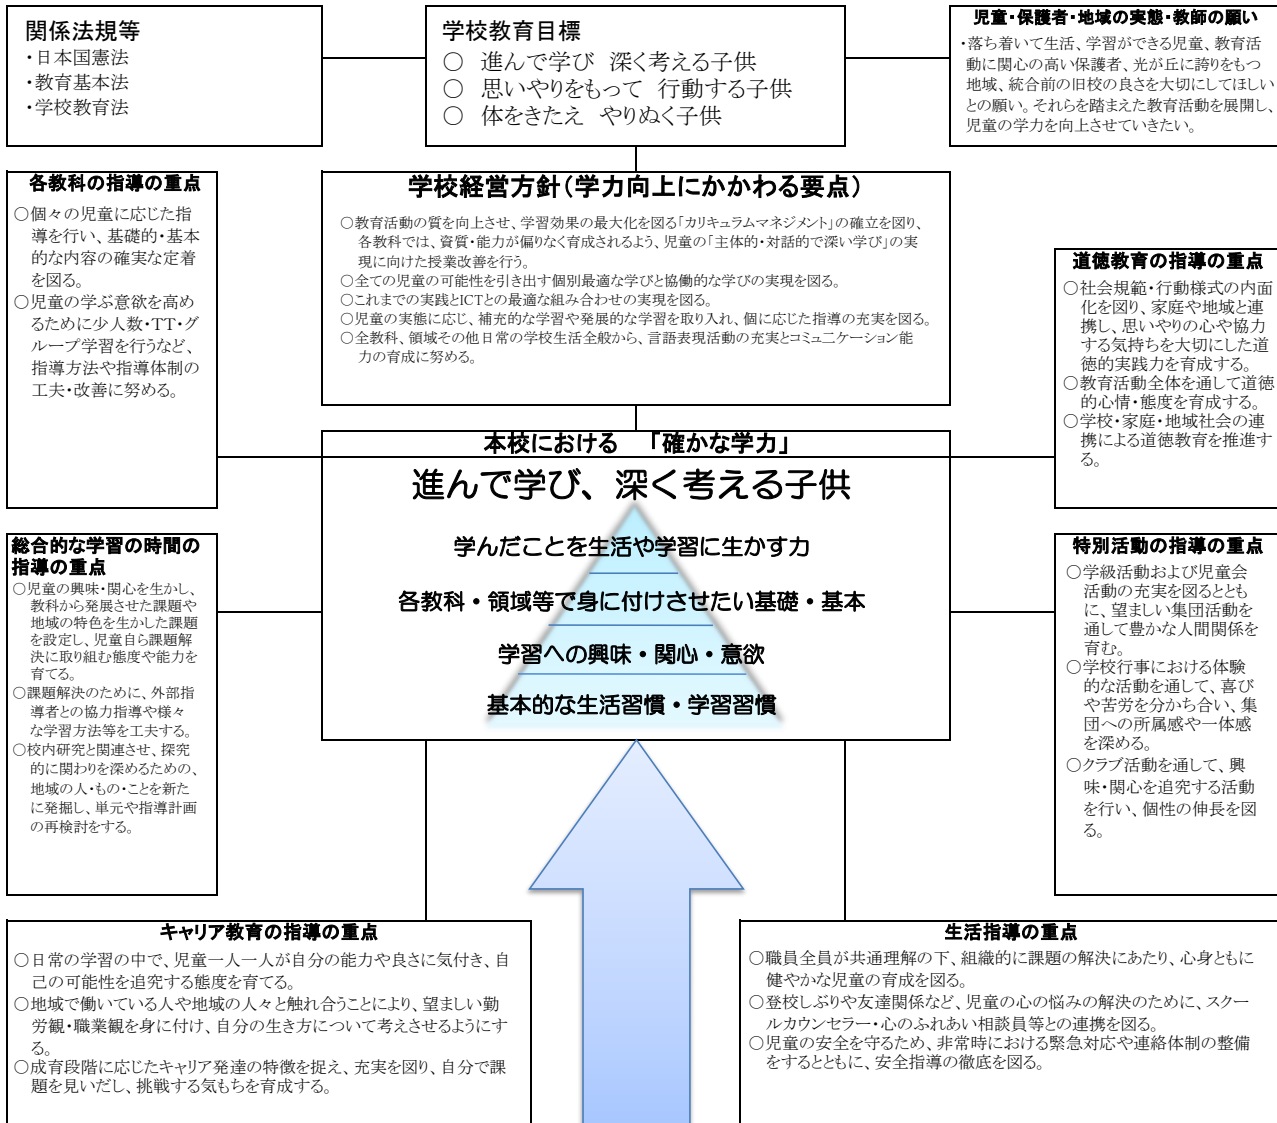 関係法規等
・日本国憲法
・教育基本法
・学校教育法
学校教育目標
○ 進んで学び 深く考える子供
○ 思いやりをもって 行動する子供
○ 体をきたえ やりぬく子供
児童・保護者・地域の実態・教師の願い
・落ち着いて生活、学習ができる児童、教育活
動に関心の高い保護者、光が丘に誇りをもつ
地域、統合前の旧校の良さを大切にしてほしい
との願い。それらを踏まえた教育活動を展開し、
児童の学力を向上させていきたい。
各教科の指導の重点
○個々の児童に応じた指
導を行い、基礎的・基本
的な内容の確実な定着
を図る。
○児童の学ぶ意欲を高め
るために少人数・TT・グ
ループ学習を行うなど、
指導方法や指導体制の
工夫・改善に努める。
学校経営方針(学力向上にかかわる要点)
○教育活動の質を向上させ、学習効果の最大化を図る「カリキュラムマネジメント」の確立を図り、
各教科では、資質・能力が偏りなく育成されるよう、児童の「主体的・対話的で深い学び」の実
現に向けた授業改善を行う。
○全ての児童の可能性を引き出す個別最適な学びと協働的な学びの実現を図る。
○これまでの実践とICTとの最適な組み合わせの実現を図る。
○児童の実態に応じ、補充的な学習や発展的な学習を取り入れ、個に応じた指導の充実を図る。
○全教科、領域その他日常の学校生活全般から、言語表現活動の充実とコミュニケーション能
力の育成に努める。
道徳教育の指導の重点
○社会規範・行動様式の内面
化を図り、家庭や地域と連
携し、思いやりの心や協力
する気持ちを大切にした道
徳的実践力を育成する。
○教育活動全体を通して道徳
的心情・態度を育成する。
○学校・家庭・地域社会の連
携による道徳教育を推進す
る。
本校における 「確かな学力」
進んで学び、深く考える子供
学んだことを生活や学習に生かす力
各教科・領域等で身に付けさせたい基礎・基本
学習への興味・関心・意欲
基本的な生活習慣・学習習慣
総合的な学習の時間の
指導の重点
○児童の興味・関心を生かし、
教科から発展させた課題や
地域の特色を生かした課題
を設定し、児童自ら課題解
決に取り組む態度や能力を
育てる。
○課題解決のために、外部指
導者との協力指導や様々
な学習方法等を工夫する。
○校内研究と関連させ、探究
的に関わりを深めるための、
地域の人・もの・ことを新た
に発掘し、単元や指導計画
の再検討をする。
特別活動の指導の重点
○学級活動および児童会
活動の充実を図るととも
に、望ましい集団活動を
通して豊かな人間関係を
育む。
○学校行事における体験
的な活動を通して、喜び
や苦労を分かち合い、集
団への所属感や一体感
を深める。
○クラブ活動を通して、興
味・関心を追究する活動
を行い、個性の伸長を図
る。
キャリア教育の指導の重点
○日常の学習の中で、児童一人一人が自分の能力や良さに気付き、自
己の可能性を追究する態度を育てる。
○地域で働いている人や地域の人々と触れ合うことにより、望ましい勤
労観・職業観を身に付け、自分の生き方について考えさせるようにす
る。
○成育段階に応じたキャリア発達の特徴を捉え、充実を図り、自分で課
題を見いだし、挑戦する気もちを育成する。
生活指導の重点
○職員全員が共通理解の下、組織的に課題の解決にあたり、心身ともに
健やかな児童の育成を図る。
○登校しぶりや友達関係など、児童の心の悩みの解決のために、スクー
ルカウンセラー・心のふれあい相談員等との連携を図る。
○児童の安全を守るため、非常時における緊急対応や連絡体制の整備
をするとともに、安全指導の徹底を図る。